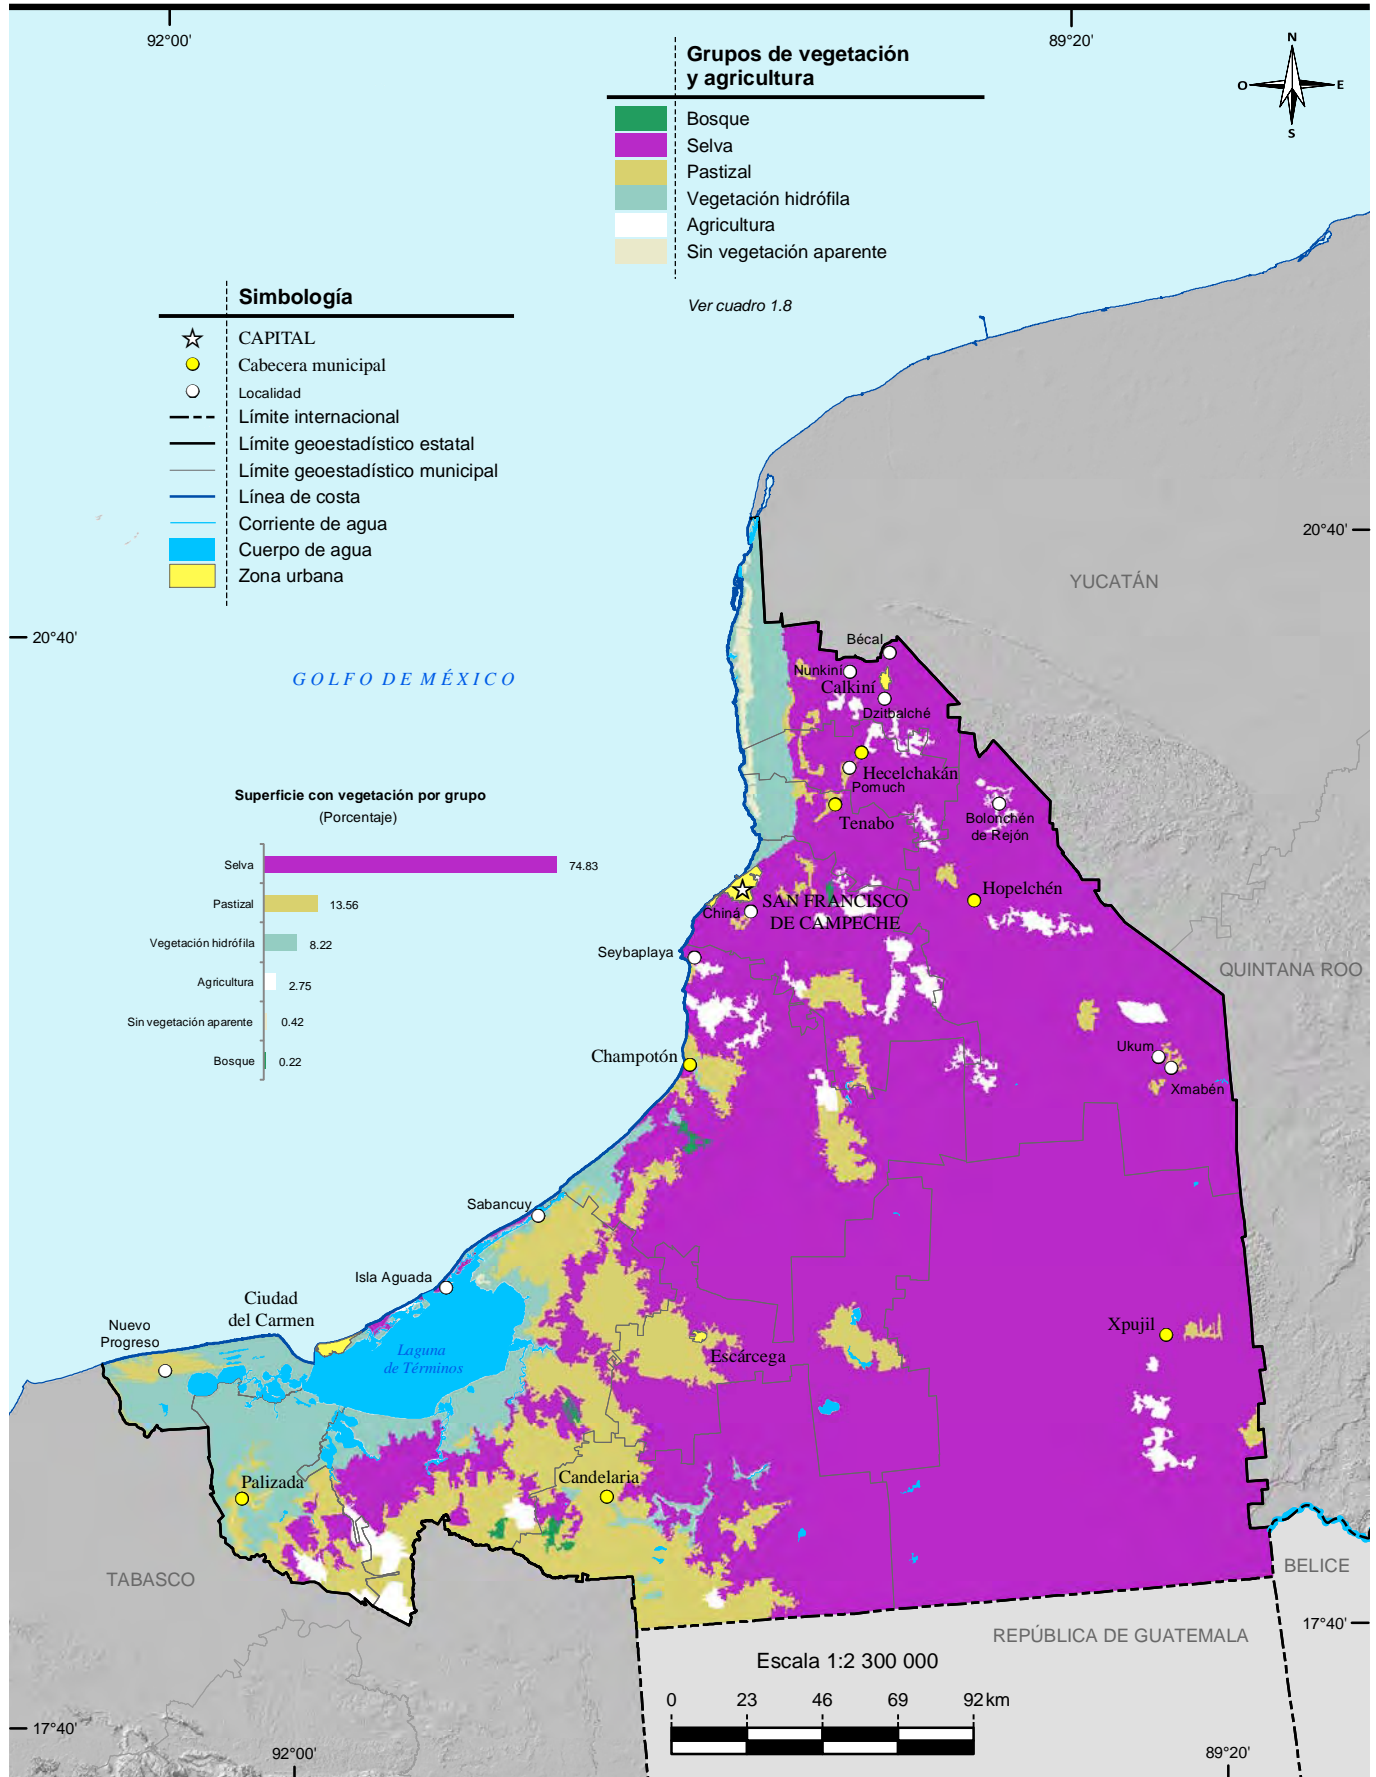 92°00'
89°20'
Grupos de vegetación
y agricultura
Bosque
Selva
Pastizal
Vegetación hidrófila
Agricultura
Sin vegetación aparente
Ver cuadro 1.8
N
O
E
S
Simbología
CAPITAL
Cabecera municipal
Localidad
Límite internacional
Límite geoestadístico estatal
Límite geoestadístico municipal
Línea de costa
Corriente de agua
Cuerpo de agua
Zona urbana
20°40'
20°40'
YUCATÁN
GOLFO DE MÉXICO
Bécal
Nunkiní
Calkiní
Dzitbalché
Hecelchakán
Pomuch
Tenabo
Bolonchén
de Rejón
Hopelchén
SAN FRANCISCO
DE CAMPECHE
Chiná
Seybaplaya
QUINTANA ROO
Superficie con vegetación por grupo
(Porcentaje)
Selva
74.83
Pastizal
13.56
Vegetación hidrófila
8.22
Agricultura
2.75
Sin vegetación aparente
0.42
Bosque
0.22
Champotón
Ukum
Xmabén
Sabancuy
Isla Aguada
Ciudad
del Carmen
Nuevo
Progreso
Laguna
de Términos
Escárcega
Xpujil
Palizada
Candelaria
TABASCO
BELICE
REPÚBLICA DE GUATEMALA
17°40'
Escala 1:2 300 000
0
23
46
69
92 km
17°40'
92°00'
89°20'